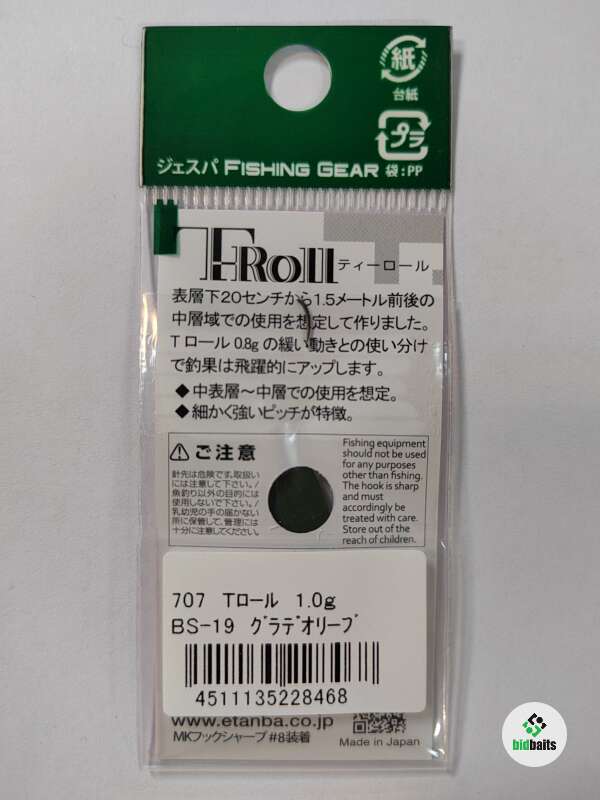 紙
台紙
プラ
ジェスパ FISHING GEAR 袋:PP
T-Roll ティーロール
表層下20センチから1.5メートル前後の
中層域での使用を想定して作りました。
Tロール0.8gの緩い動きとの使い分け
で釣果は飛躍的にアップします。
◆中表層~中層での使用を想定。
◆細かく強いピッチが特徴。
⚠ご注意
針先は危険です。取扱い
には注意して下さい。/
魚釣り以外の目的には
使用しないで下さい。/
乳幼児の手の届かない
所に保管して、管理には
十分に注意してください。
Fishing equipment
should not be used
for any purposes
other than fishing.
The hook is sharp
and must
accordingly be
treated with care.
Store out of the
reach of children.
707 Tロール 1.0g
BS-19 グラデオリーブ
4511135228468
www.etanba.co.jp
MKフックシャープ#8装着
Made in Japan
bidbaits